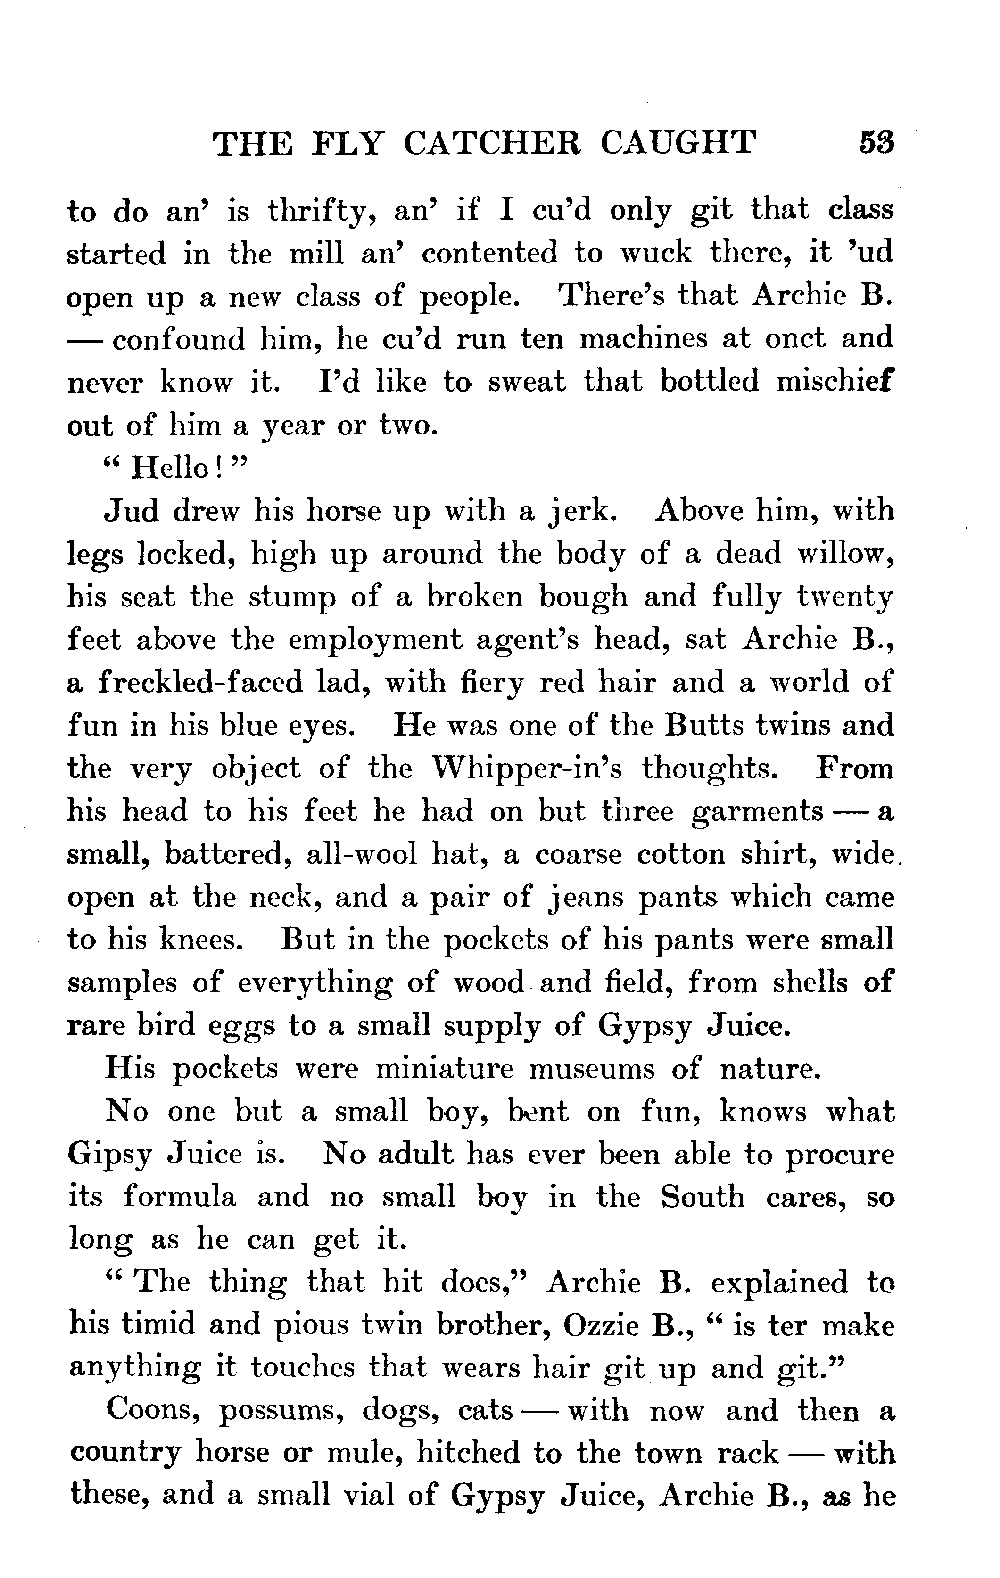 THE FLY CATCHER CAUGHT 53
to do an’ is thrifty, an’ if I cu’d only git that class
started in the mill an’ contented to wuck there, it ’ud
open up a new class of people. There’s that Archie B.
— confound him, he cu’d run ten machines at onct and
never know it. I’d like to sweat that bottled mischief
out of him a year or two.
“ Hello ! ”
Jud drew his horse up with a jerk. Above him, with
legs locked, high up around the body of a dead willow,
his seat the stump of a broken bough and fully twenty
feet above the employment agent’s head, sat Archie B.,
a freckled-faced lad, with fiery red hair and a world of
fun in his blue eyes. He was one of the Butts twins and
the very object of the Whipper-in’s thoughts. From
his head to his feet he had on but three garments — a
small, battered, all-wool hat, a coarse cotton shirt, wide
open at the neck, and a pair of jeans pants which came
to his knees. But in the pockets of his pants were small
samples of everything of wood and field, from shells of
rare bird eggs to a small supply of Gypsy Juice.
His pockets were miniature museums of nature.
No one but a small boy, bent on fun, knows what
Gipsy Juice is. No adult has ever been able to procure
its formula and no small boy in the South cares, so
long as he can get it.
“ The thing that hit does,” Archie B. explained to
his timid and pious twin brother, Ozzie B., “ is ter make
anything it touches that wears hair git up and git.”
Coons, possums, dogs, cats — with now and then a
country horse or mule, hitched to the town rack — with
these, and a small vial of Gypsy Juice, Archie B., as he